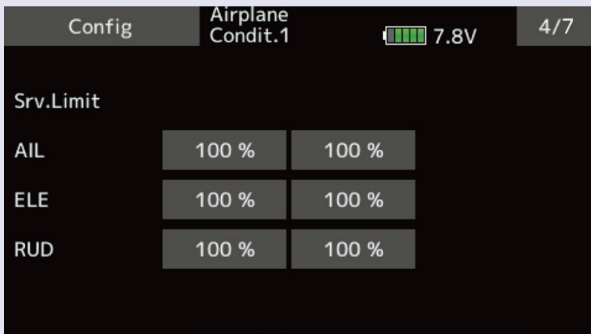 Config Airplane Condit.1 7.8V 4/7
Srv.Limit
AIL 100 % 100 %
ELE 100 % 100 %
RUD 100 % 100 %